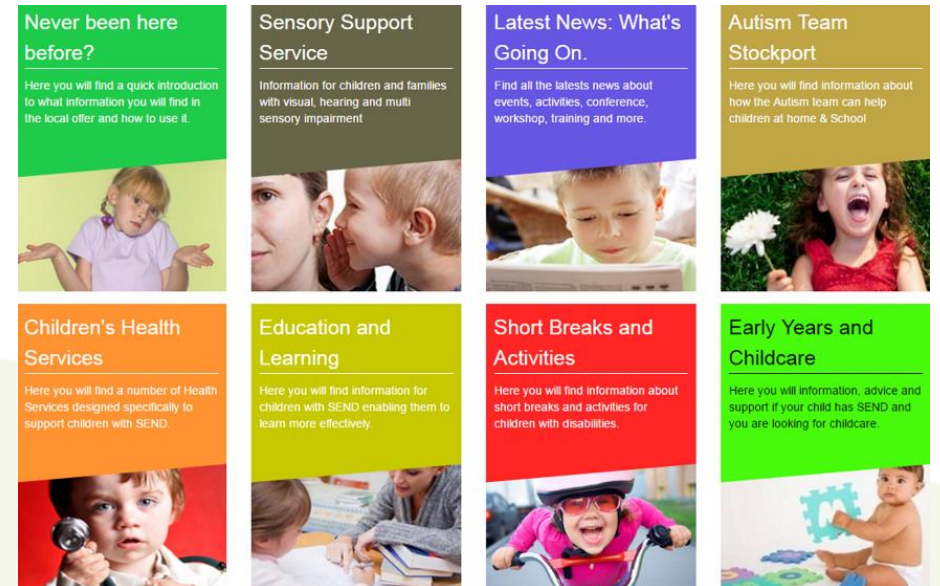 Never been here
before?
Here you will find a quick introduction
to what information you will find in
the local offer and how to use it.
Sensory Support
Service
Information for children and families
with visual, hearing and multi
sensory impairment
Latest News: What's
Going On.
Find all the latests news about
events, activities, conference,
workshop, training and more.
Autism Team
Stockport
Here you will find information about
how the Autism team can help
children at home & School
Children's Health
Services
Here you will find a number of Health
Services designed specifically to
support children with SEND.
Education and
Learning
Here you will find information for
children with SEND enabling them to
learn more effectively.
Short Breaks and
Activities
Here you will find information about
short breaks and activities for
children with disabilities.
Early Years and
Childcare
Here you will information, advice and
support if your child has SEND and
you are looking for childcare.